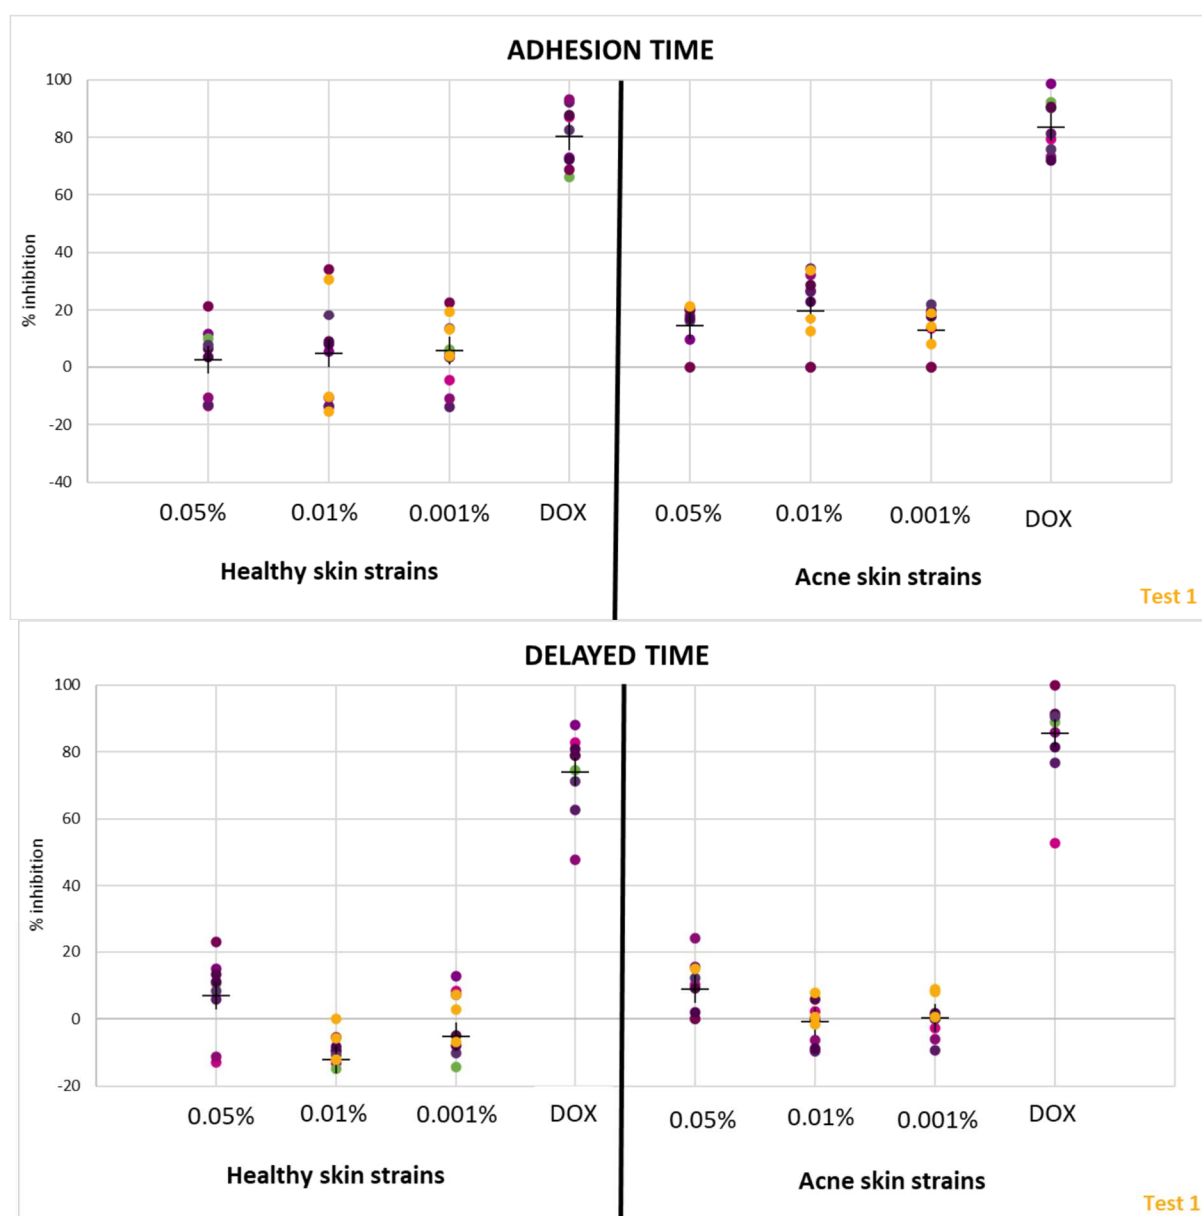 ADHESION TIME
100
80
60
40
20
0
-20
-40
% inhibition
0.05% 0.01% 0.001% DOX 0.05% 0.01% 0.001% DOX
Healthy skin strains Acne skin strains
Test 1
DELAYED TIME
100
80
60
40
20
0
-20
% inhibition
0.05% 0.01% 0.001% DOX 0.05% 0.01% 0.001% DOX
Healthy skin strains Acne skin strains
Test 1